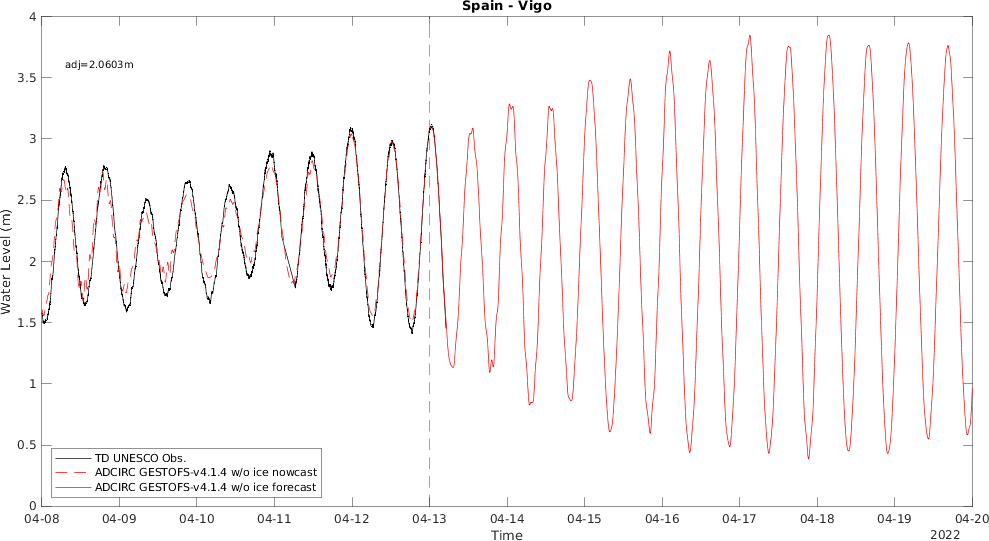 Spain - Vigo
4
adj=2.0603m
3.5
3
2.5
2
1.5
1
0.5
0
Water Level (m)
TD UNESCO Obs.
ADCIRC GESTOFS-v4.1.4 w/o ice nowcast
ADCIRC GESTOFS-v4.1.4 w/o ice forecast
04-08 04-09 04-10 04-11 04-12 04-13 04-14 04-15 04-16 04-17 04-18 04-19 04-20
Time
2022